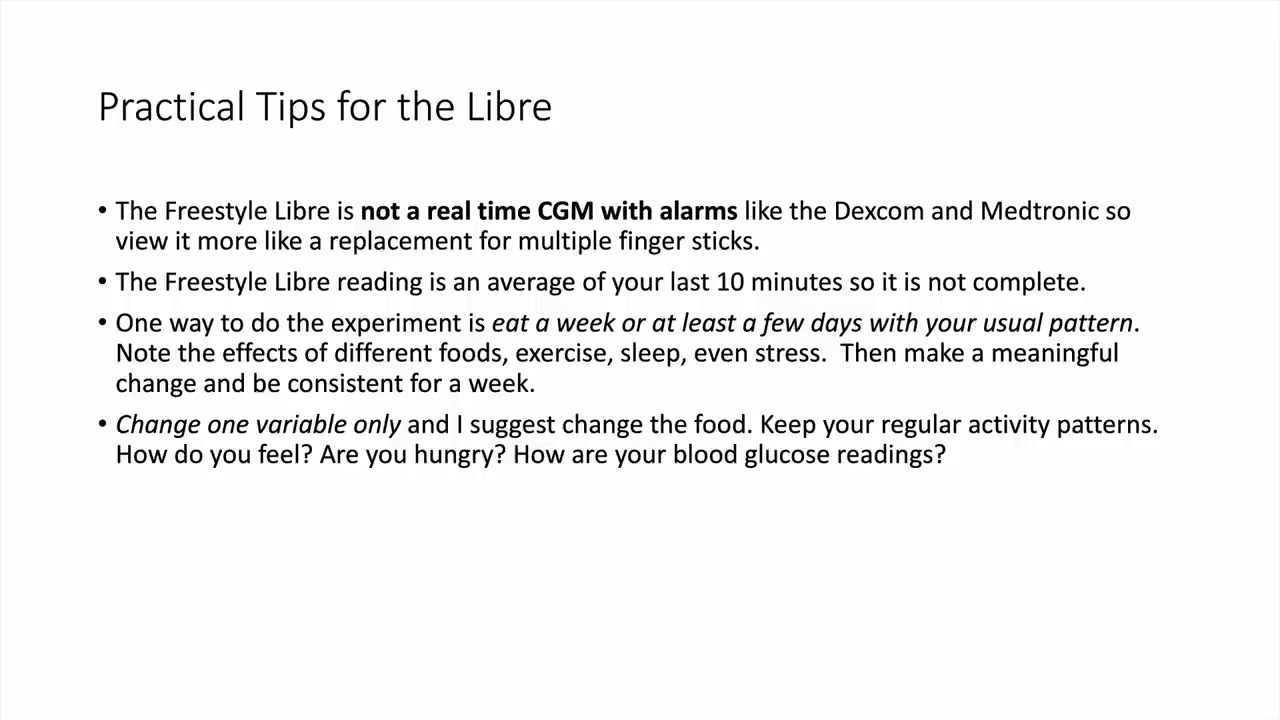 Practical Tips for the Libre
• The Freestyle Libre is not a real time CGM with alarms like the Dexcom and Medtronic so
view it more like a replacement for multiple finger sticks.
• The Freestyle Libre reading is an average of your last 10 minutes so it is not complete.
• One way to do the experiment is eat a week or at least a few days with your usual pattern.
Note the effects of different foods, exercise, sleep, even stress.  Then make a meaningful
change and be consistent for a week.
• Change one variable only and I suggest change the food. Keep your regular activity patterns.
How do you feel? Are you hungry? How are your blood glucose readings?